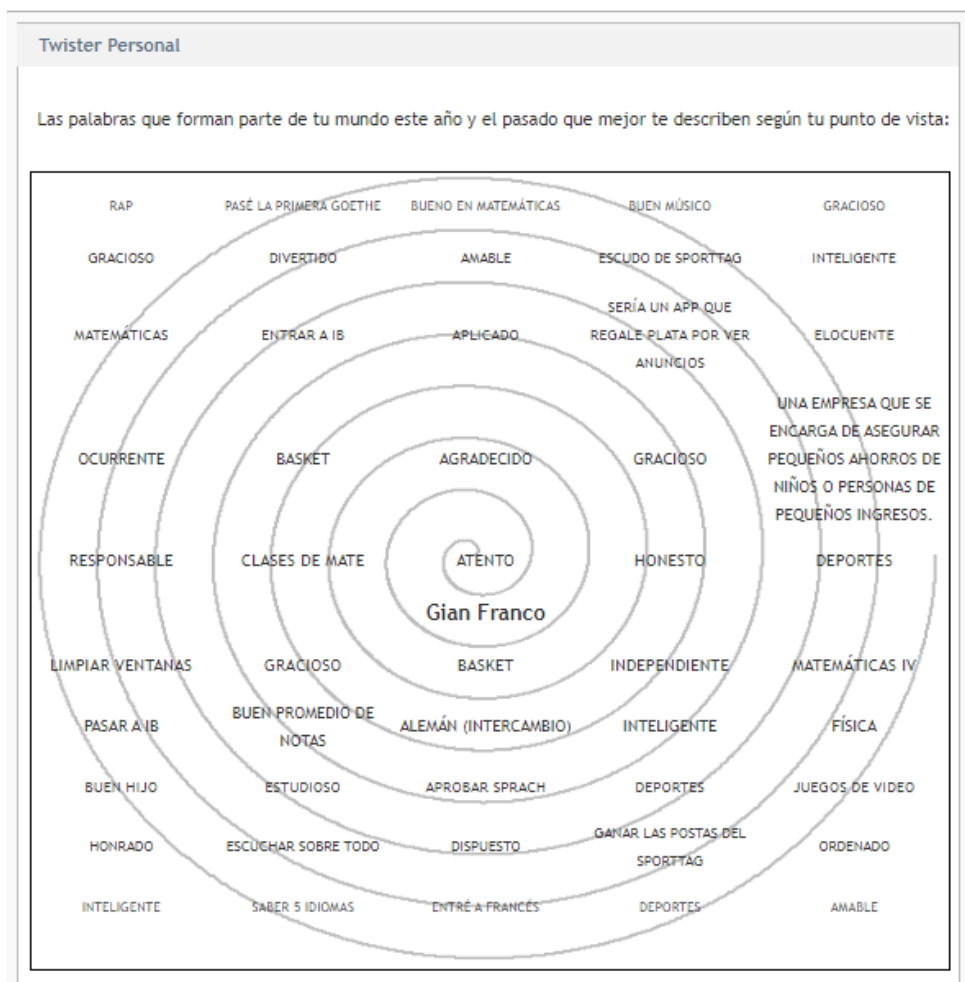 Twister Personal
Las palabras que forman parte de tu mundo este año y el pasado que mejor te describen según tu punto de vista:
RAP PASÉ LA PRIMERA GOETHE BUENO EN MATEMÁTICAS BUEN MÚSICO GRACIOSO
GRACIOSO DIVERTIDO AMABLE ESCUDO DE SPORTTAG INTELIGENTE
MATEMÁTICAS ENTRAR A IB APLICADO SERÍA UN APP QUE
REGALE PLATA POR VER
ANUNCIOS
ELOCUENTE
OCURRENTE BASKET AGRADECIDO GRACIOSO UNA EMPRESA QUE SE
ENCARGA DE ASEGURAR
PEQUEÑOS AHORROS DE
NIÑOS O PERSONAS DE
PEQUEÑOS INGRESOS.
RESPONSABLE CLASES DE MATE ATENTO HONESTO DEPORTES
Gian Franco
LIMPIAR VENTANAS GRACIOSO BASKET INDEPENDIENTE MATEMÁTICAS IV
PASAR A IB BUEN PROMEDIO DE
NOTAS
ALEMÁN (INTERCAMBIO) INTELIGENTE FÍSICA
BUEN HIJO ESTUDIOSO APROBAR SPRACH DEPORTES JUEGOS DE VIDEO
HONRADO ESCUCHAR SOBRE TODO DISPUESTO GANAR LAS POSTAS DEL
SPORTTAG
ORDENADO
INTELIGENTE SABER 5 IDIOMAS ENTRÉ A FRANCÉS DEPORTES AMABLE